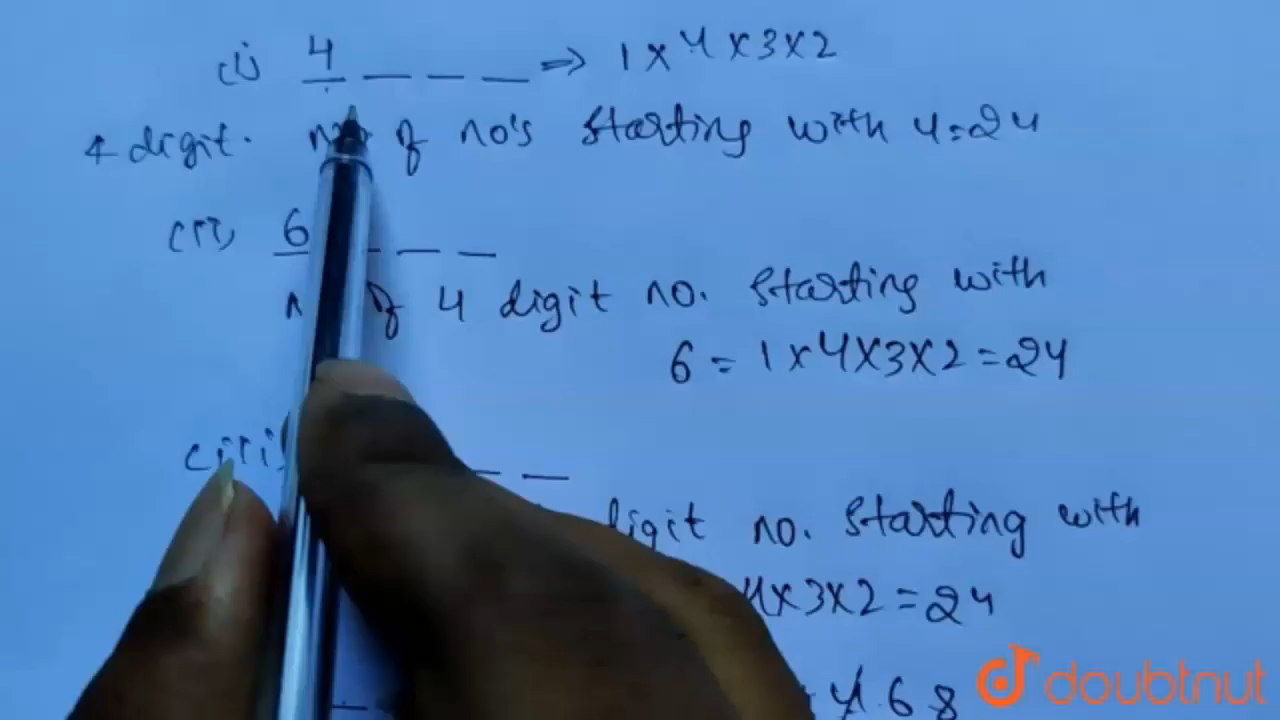 (i) 4 _ _ _ ⇒ 1 x 4 x 3 x 2
4 digit. of no's starting with 4 = 24
(ii) 6 _ _ _
of 4 digit no. starting with
6 = 1 x 4 x 3 x 2 = 24
(iii) _ _
digit no. starting with
4 x 3 x 2 = 24
4 6 8
doubtnut